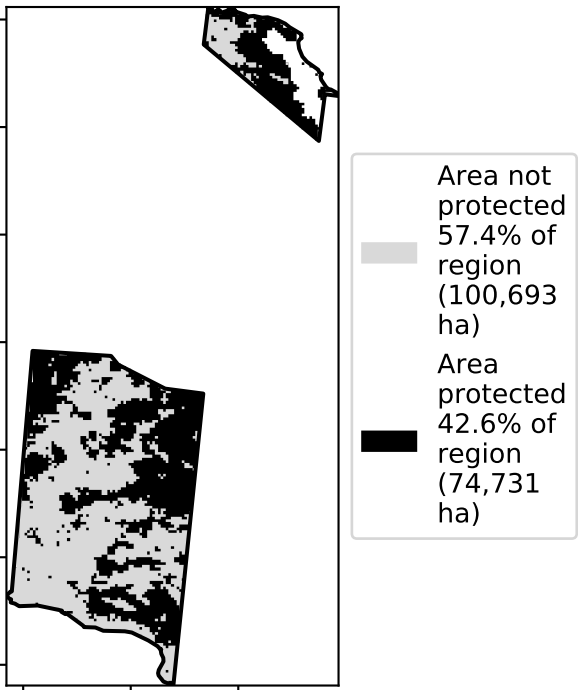 Area not
protected
57.4% of
region
(100,693
ha)
Area
protected
42.6% of
region
(74,731
ha)